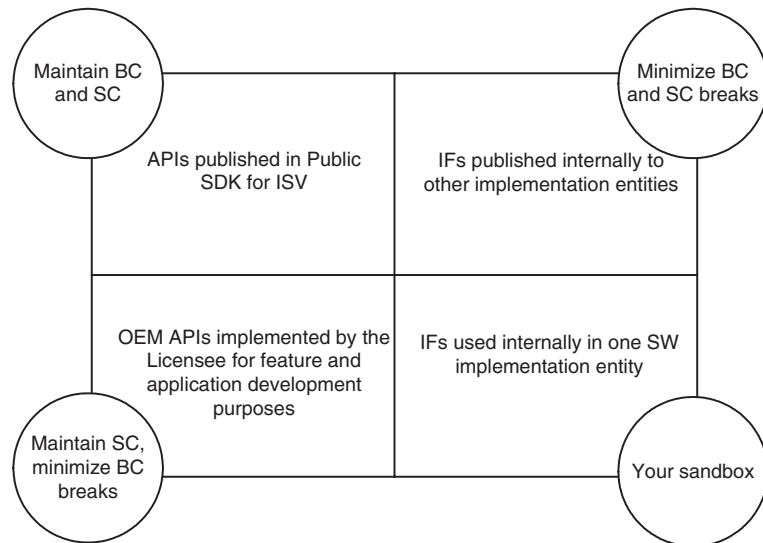 Maintain BC
and SC
Minimize BC
and SC breaks
APIs published in Public
SDK for ISV
IFs published internally to
other implementation entities
OEM APIs implemented by the
Licensee for feature and
application development
purposes
IFs used internally in one SW
implementation entity
Maintain SC,
minimize BC
breaks
Your sandbox